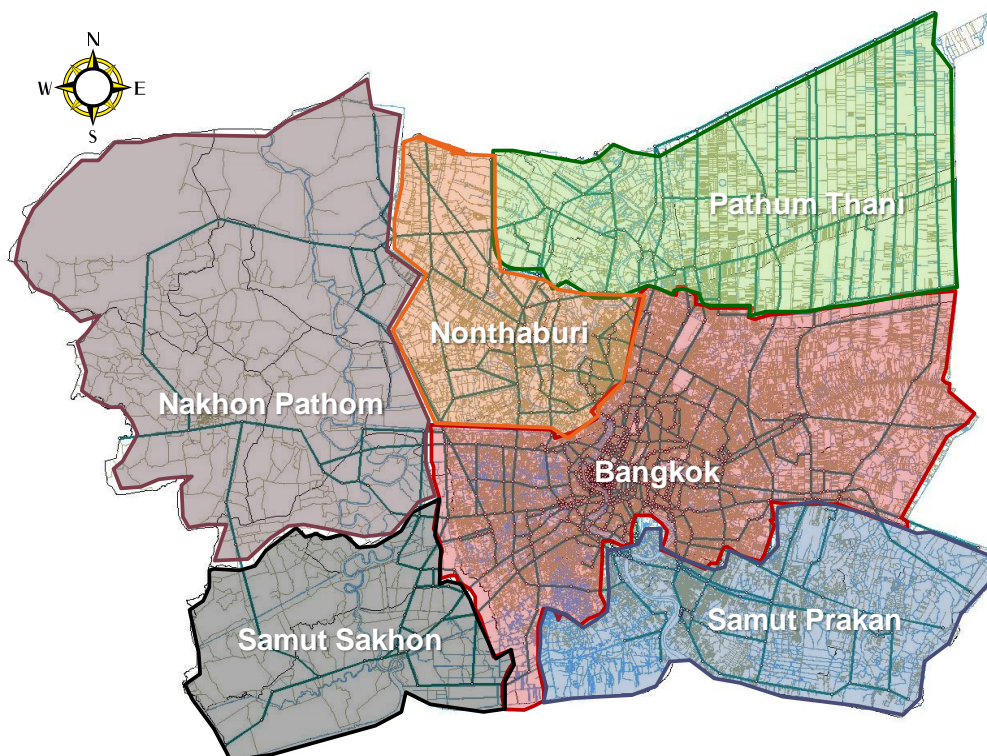 N
W E
S
Pathum Thani
Nonthaburi
Nakhon Pathom
Bangkok
Samut Prakan
Samut Sakhon